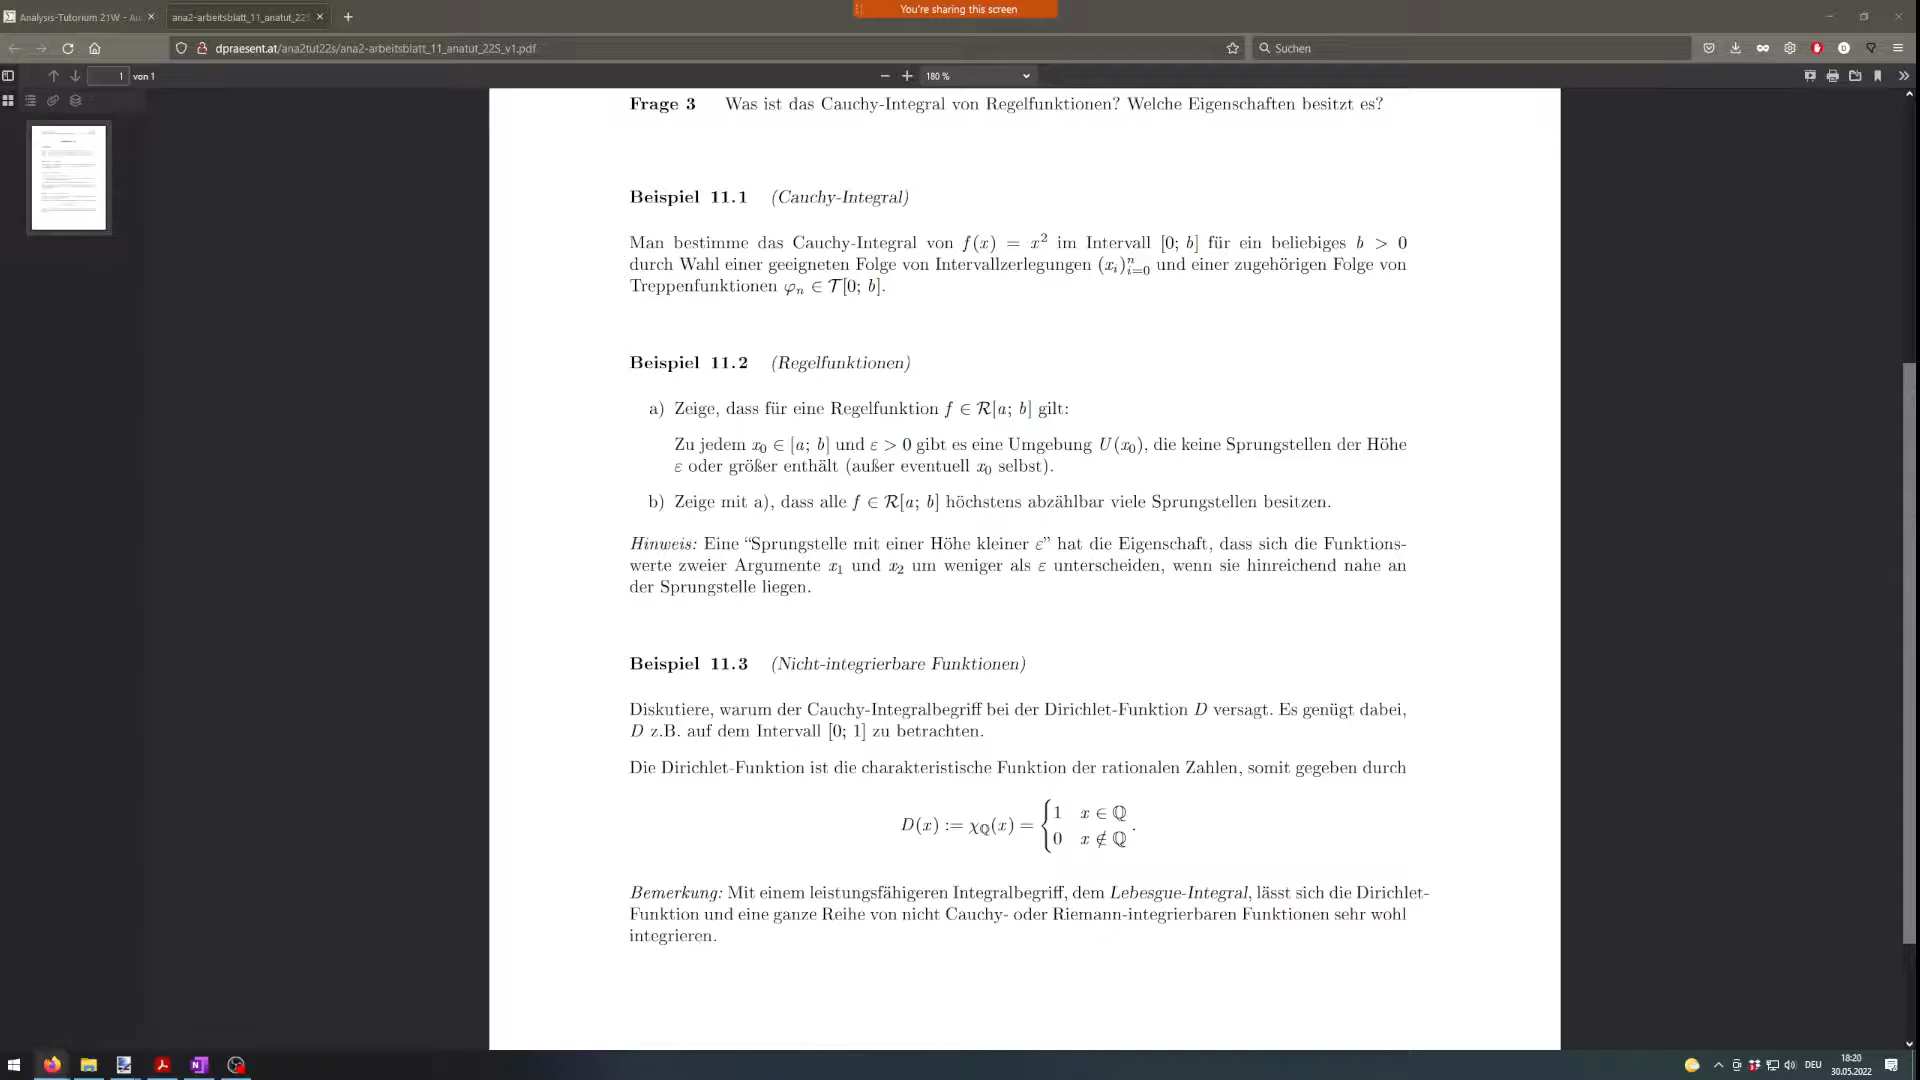 You're sharing this screen
Analysis-Tutorium 21W - Au
ana2-arbeitsblatt_11_anatut_22S
dpraesent.at/ana2tut22s/ana2-arbeitsblatt_11_anatut_22S_v1.pdf
Suchen
1 von 1
180 %
Frage 3 Was ist das Cauchy-Integral von Regelfunktionen? Welche Eigenschaften besitzt es?
Beispiel 11.1 (Cauchy-Integral)
Man bestimme das Cauchy-Integral von f(x) = x² im Intervall [0; b] für ein beliebiges b > 0
durch Wahl einer geeigneten Folge von Intervallzerlegungen (xᵢ)ⁿᵢ₌₀ und einer zugehörigen Folge von
Treppenfunktionen φₙ ∈ 𝒯[0; b].
Beispiel 11.2 (Regelfunktionen)
a) Zeige, dass für eine Regelfunktion f ∈ ℛ[a; b] gilt:
Zu jedem x₀ ∈ [a; b] und ε > 0 gibt es eine Umgebung U(x₀), die keine Sprungstellen der Höhe
ε oder größer enthält (außer eventuell x₀ selbst).
b) Zeige mit a), dass alle f ∈ ℛ[a; b] höchstens abzählbar viele Sprungstellen besitzen.
Hinweis: Eine “Sprungstelle mit einer Höhe kleiner ε” hat die Eigenschaft, dass sich die Funktions-
werte zweier Argumente x₁ und x₂ um weniger als ε unterscheiden, wenn sie hinreichend nahe an
der Sprungstelle liegen.
Beispiel 11.3 (Nicht-integrierbare Funktionen)
Diskutiere, warum der Cauchy-Integralbegriff bei der Dirichlet-Funktion D versagt. Es genügt dabei,
D z.B. auf dem Intervall [0; 1] zu betrachten.
Die Dirichlet-Funktion ist die charakteristische Funktion der rationalen Zahlen, somit gegeben durch
D(x) := χ_ℚ(x) = { 1 x ∈ ℚ
0 x ∉ ℚ .
Bemerkung: Mit einem leistungsfähigeren Integralbegriff, dem Lebesgue-Integral, lässt sich die Dirichlet-
Funktion und eine ganze Reihe von nicht Cauchy- oder Riemann-integrierbaren Funktionen sehr wohl
integrieren.
DEU
18:20
30.05.2022